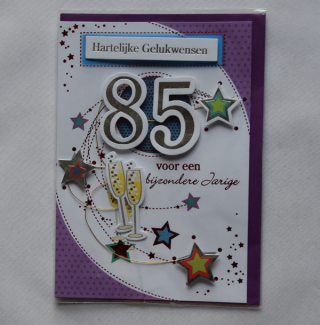 Hartelijke Gelukwensen
85
voor een
bijzondere Jarige